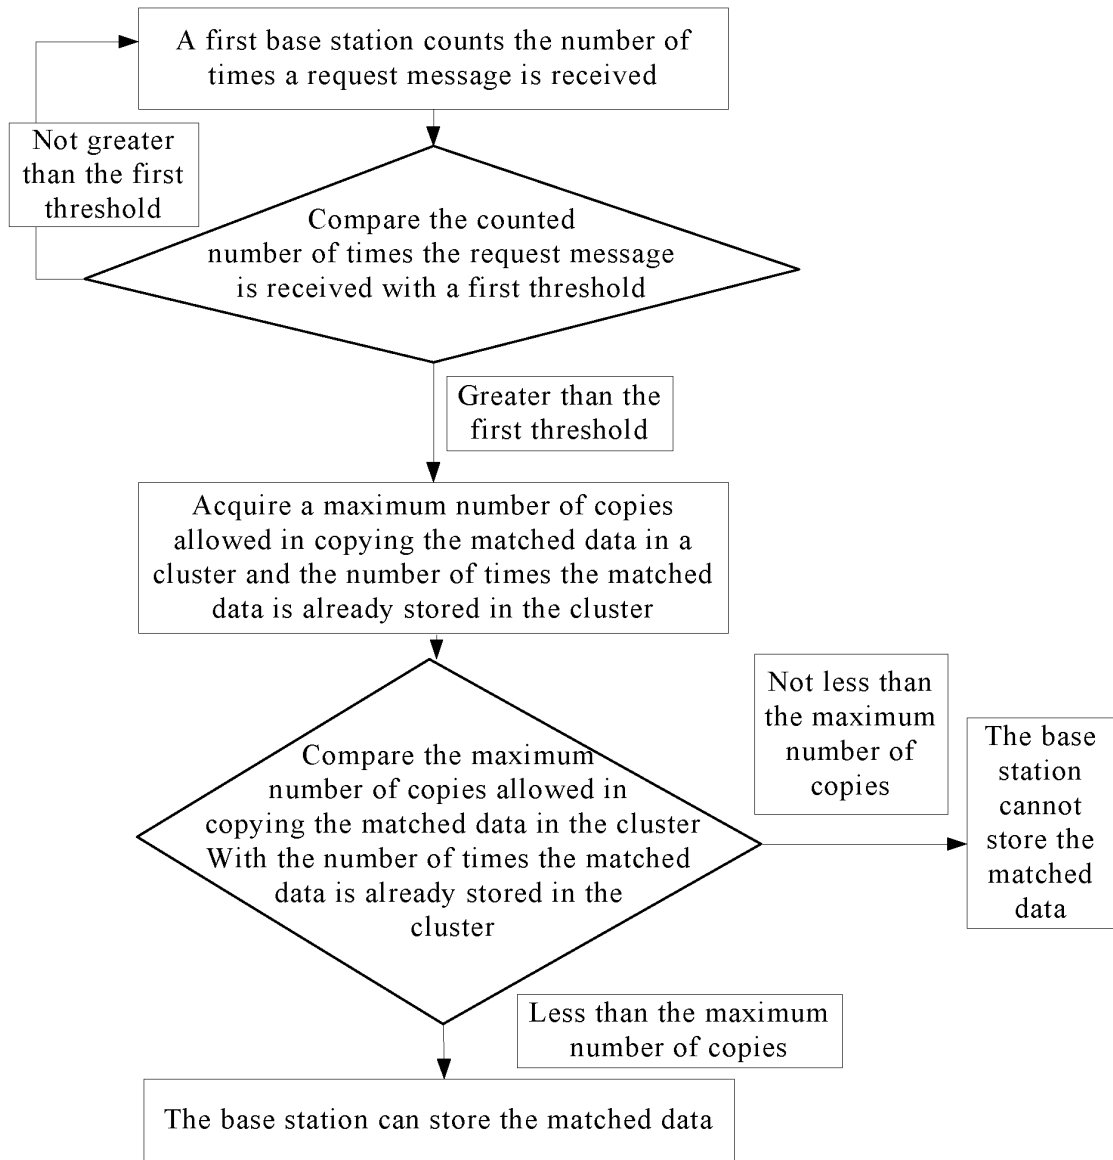 A first base station counts the number of
times a request message is received
Not greater
than the first
threshold
Compare the counted
number of times the request message
is received with a first threshold
Greater than the
first threshold
Acquire a maximum number of copies
allowed in copying the matched data in a
cluster and the number of times the matched
data is already stored in the cluster
Not less than
the maximum
number of
copies
Compare the maximum
number of copies allowed in
copying the matched data in the cluster
With the number of times the matched
data is already stored in the
cluster
The base
station
cannot
store the
matched
data
Less than the maximum
number of copies
The base station can store the matched data